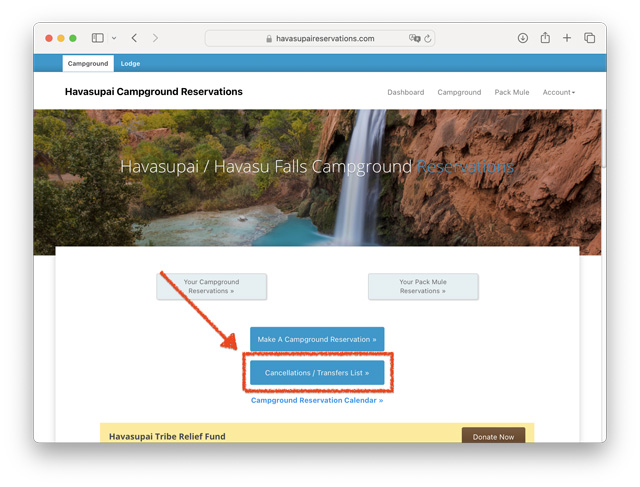 havasupaireservations.com
Campground Lodge
Havasupai Campground Reservations
Dashboard Campground Pack Mule Account
Havasupai / Havasu Falls Campground Reservations
Your Campground
Reservations »
Your Pack Mule
Reservations »
Make A Campground Reservation »
Cancellations / Transfers List »
Campground Reservation Calendar »
Havasupai Tribe Relief Fund
Donate Now